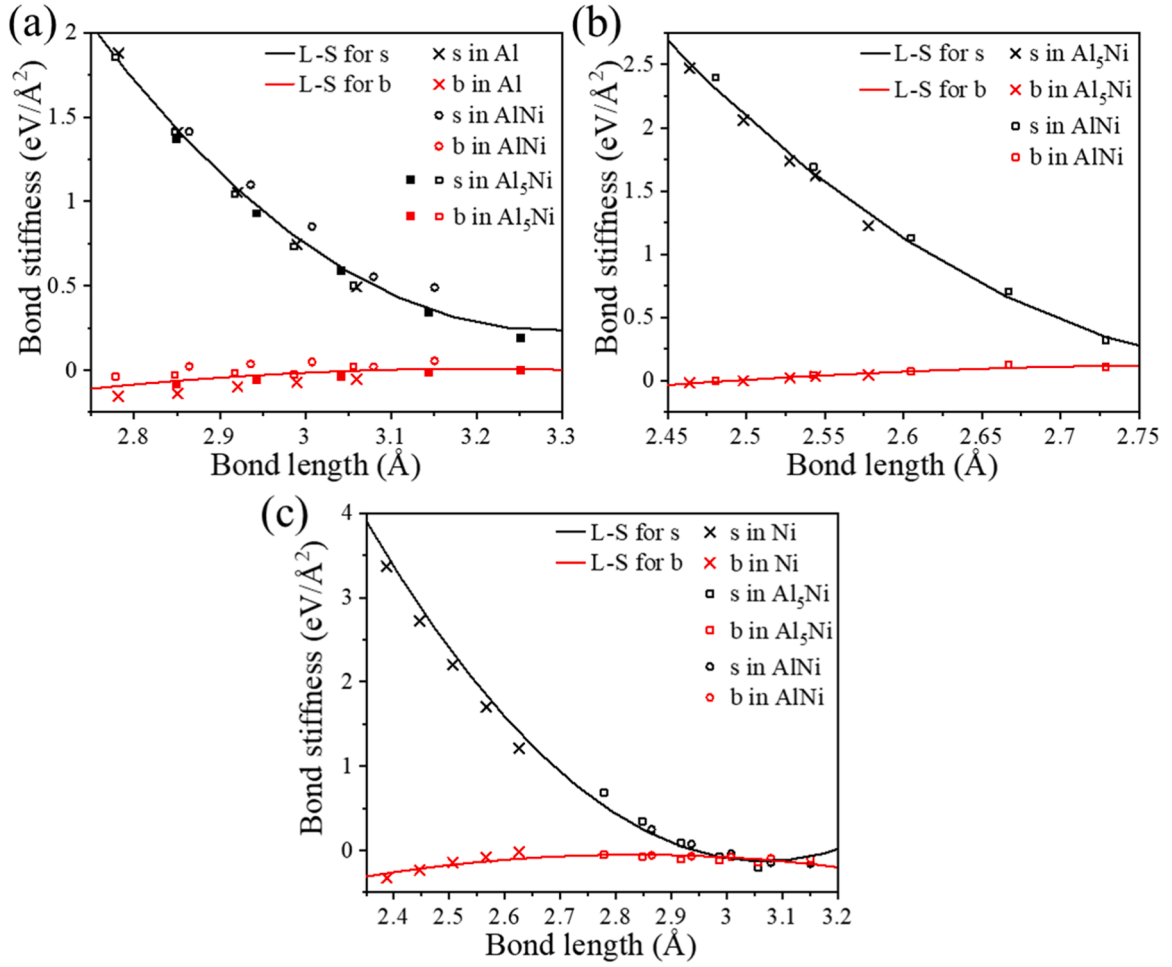 (a)
Bond stiffness (eV/Å²)
2
1.5
1
0.5
0
L-S for s
L-S for b
s in Al
b in Al
s in AlNi
b in AlNi
s in Al₅Ni
b in Al₅Ni
2.8 2.9 3 3.1 3.2 3.3
Bond length (Å)
(b)
Bond stiffness (eV/Å²)
2.5
2
1.5
1
0.5
0
L-S for s
L-S for b
s in Al₅Ni
b in Al₅Ni
s in AlNi
b in AlNi
2.45 2.5 2.55 2.6 2.65 2.7 2.75
Bond length (Å)
(c)
Bond stiffness (eV/Å²)
4
3
2
1
0
L-S for s
L-S for b
s in Ni
b in Ni
s in Al₅Ni
b in Al₅Ni
s in AlNi
b in AlNi
2.4 2.5 2.6 2.7 2.8 2.9 3 3.1 3.2
Bond length (Å)